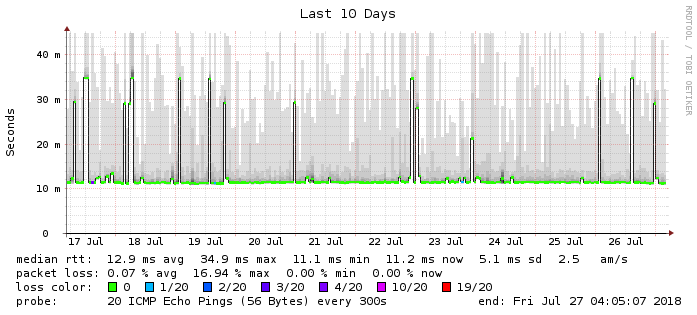 Last 10 Days
RRDTOOL / TOBI OETIKER
Seconds
40 m
30 m
20 m
10 m
0
17 Jul 18 Jul 19 Jul 20 Jul 21 Jul 22 Jul 23 Jul 24 Jul 25 Jul 26 Jul
median rtt: 12.9 ms avg 34.9 ms max 11.1 ms min 11.2 ms now 5.1 ms sd 2.5 am/s
packet loss: 0.07 % avg 16.94 % max 0.00 % min 0.00 % now
loss color: 0 1/20 2/20 3/20 4/20 10/20 19/20
probe: 20 ICMP Echo Pings (56 Bytes) every 300s end: Fri Jul 27 04:05:07 2018